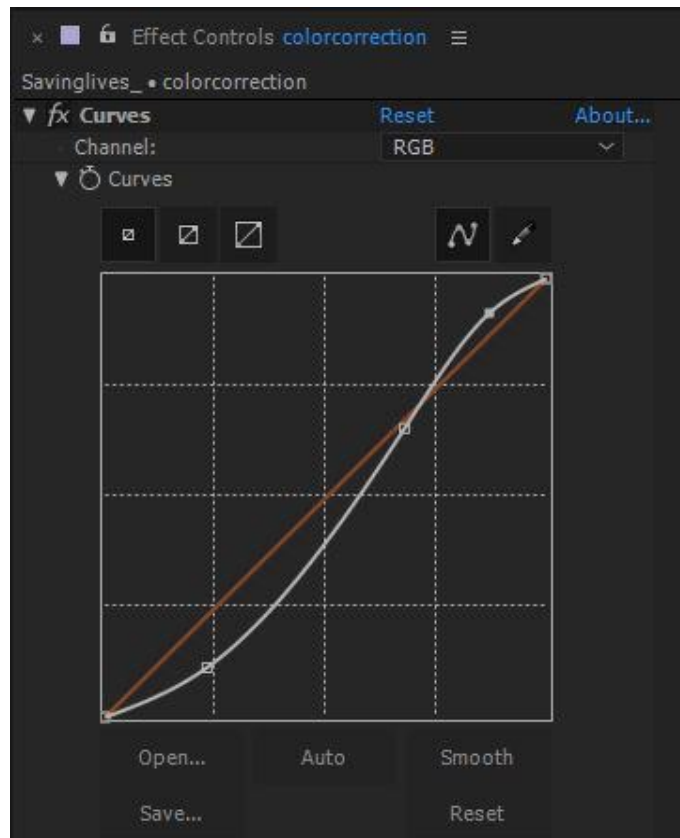 × Effect Controls colorcorrection ≡
Savinglives_ • colorcorrection
fx Curves Reset About...
Channel: RGB
Curves
Open... Auto Smooth
Save... Reset